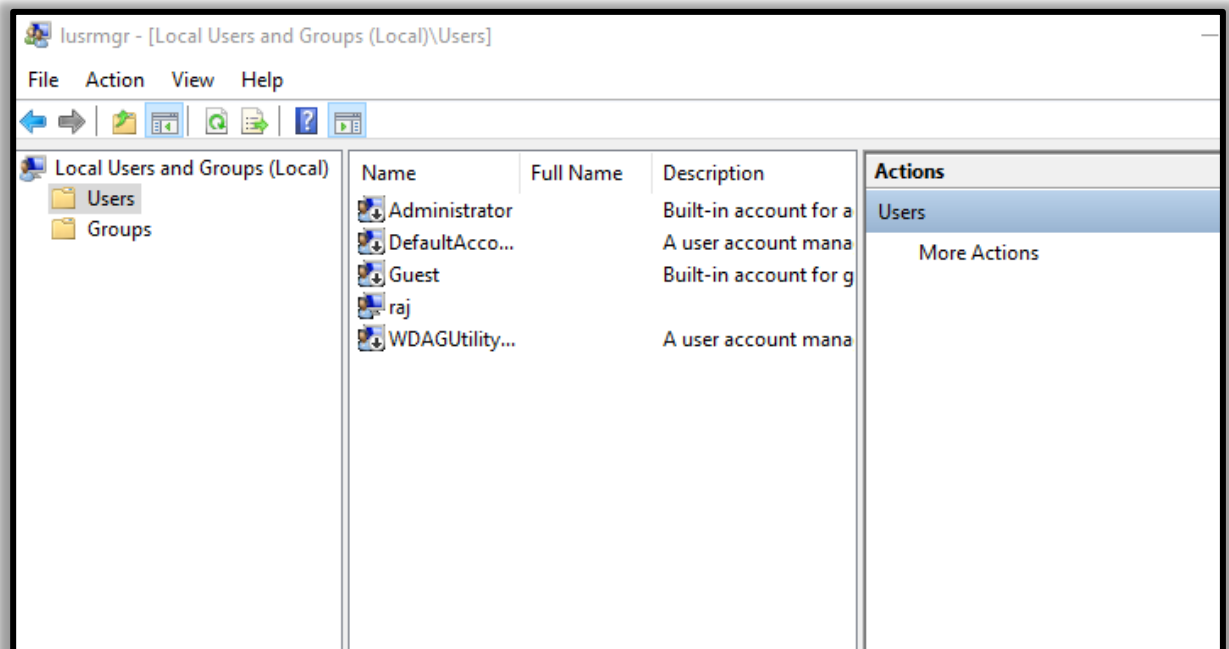 lusrmgr - [Local Users and Groups (Local)\Users]
File Action View Help
Local Users and Groups (Local)
Users
Groups
Name Full Name Description
Administrator Built-in account for a
DefaultAcco... A user account mana
Guest Built-in account for g
raj
WDAGUtility... A user account mana
Actions
Users
More Actions